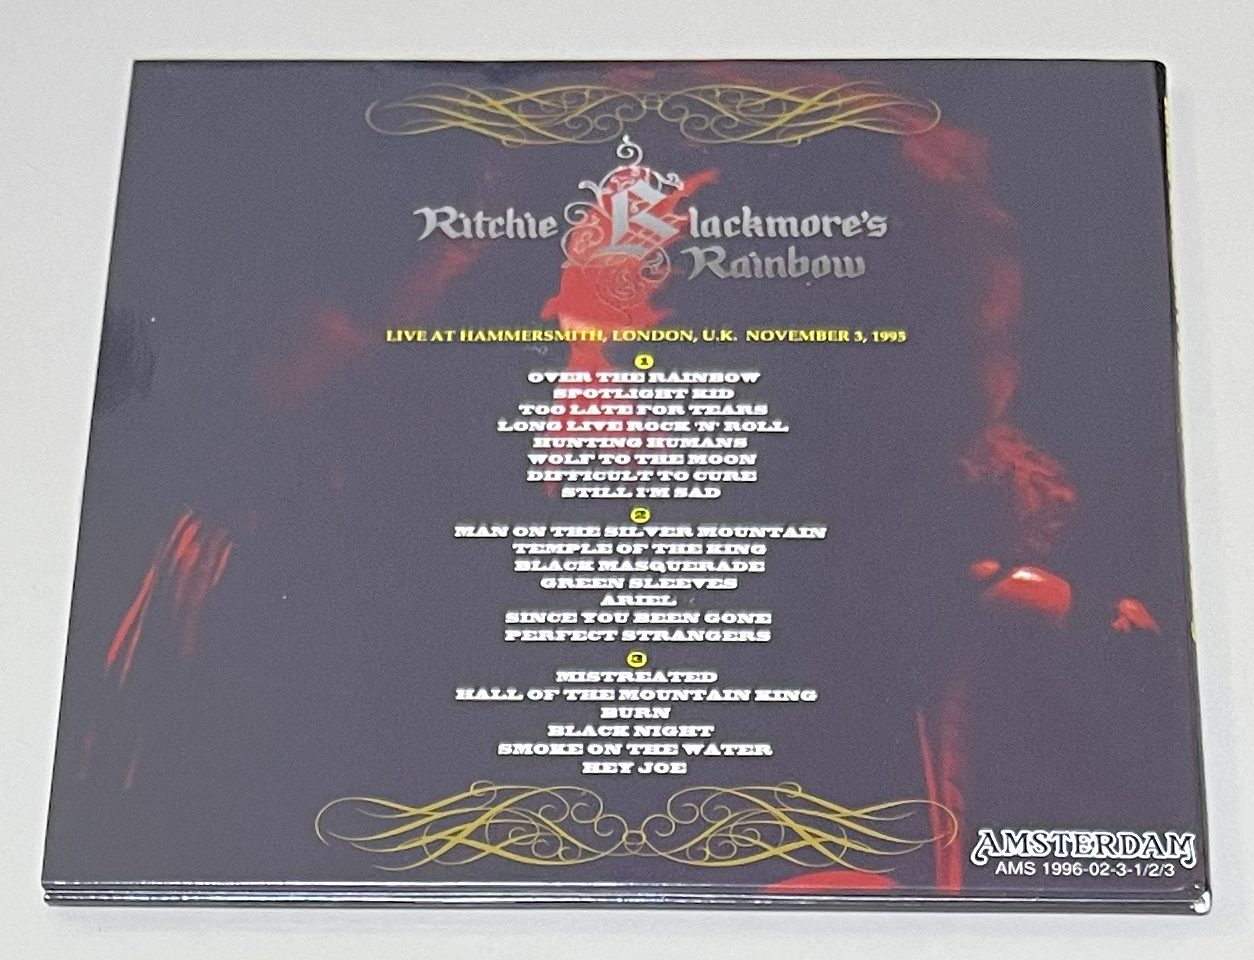 Ritchie Blackmore's
Rainbow
LIVE AT HAMMERSMITH, LONDON, U.K. NOVEMBER 3, 1995
1
OVER THE RAINBOW
SPOTLIGHT KID
TOO LATE FOR TEARS
LONG LIVE ROCK 'N' ROLL
HUNTING HUMANS
WOLF TO THE MOON
DIFFICULT TO CURE
STILL I'M SAD
2
MAN ON THE SILVER MOUNTAIN
TEMPLE OF THE KING
BLACK MASQUERADE
GREEN SLEEVES
ARIEL
SINCE YOU BEEN GONE
PERFECT STRANGERS
3
MISTREATED
HALL OF THE MOUNTAIN KING
BURN
BLACK NIGHT
SMOKE ON THE WATER
HEY JOE
AMSTERDAM
AMS 1996-02-3-1/2/3